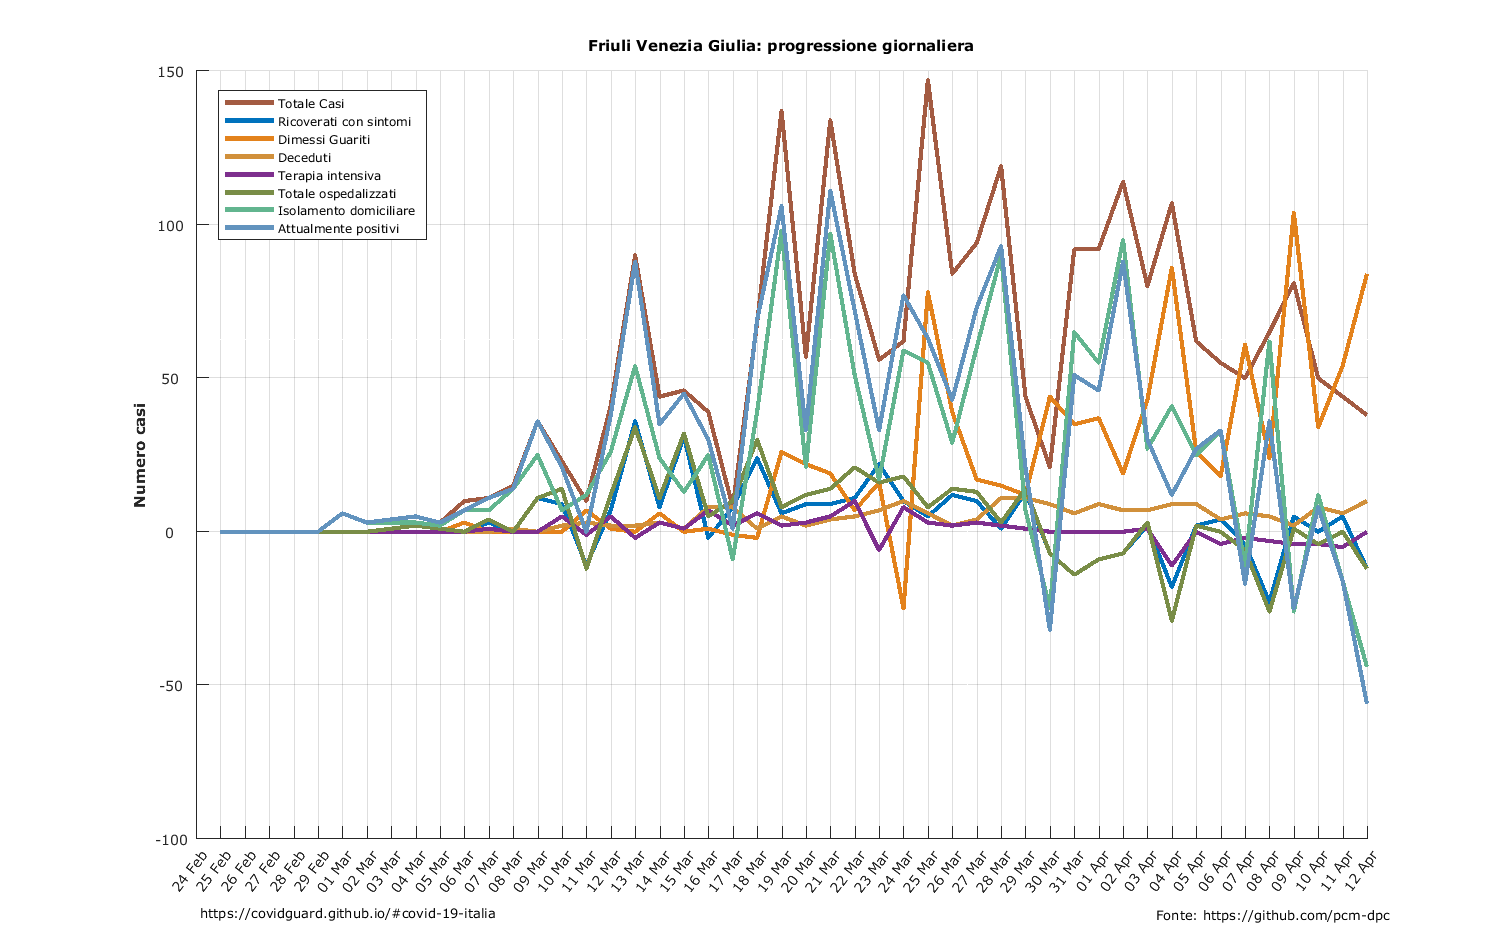 Friuli Venezia Giulia: progressione giornaliera
150
100
50
0
-50
-100
Numero casi
Totale Casi
Ricoverati con sintomi
Dimessi Guariti
Deceduti
Terapia intensiva
Totale ospedalizzati
Isolamento domiciliare
Attualmente positivi
24 Feb
25 Feb
26 Feb
27 Feb
28 Feb
29 Feb
01 Mar
02 Mar
03 Mar
04 Mar
05 Mar
06 Mar
07 Mar
08 Mar
09 Mar
10 Mar
11 Mar
12 Mar
13 Mar
14 Mar
15 Mar
16 Mar
17 Mar
18 Mar
19 Mar
20 Mar
21 Mar
22 Mar
23 Mar
24 Mar
25 Mar
26 Mar
27 Mar
28 Mar
29 Mar
30 Mar
31 Mar
01 Apr
02 Apr
03 Apr
04 Apr
05 Apr
06 Apr
07 Apr
08 Apr
09 Apr
10 Apr
11 Apr
12 Apr
https://covidguard.github.io/#covid-19-italia
Fonte: https://github.com/pcm-dpc